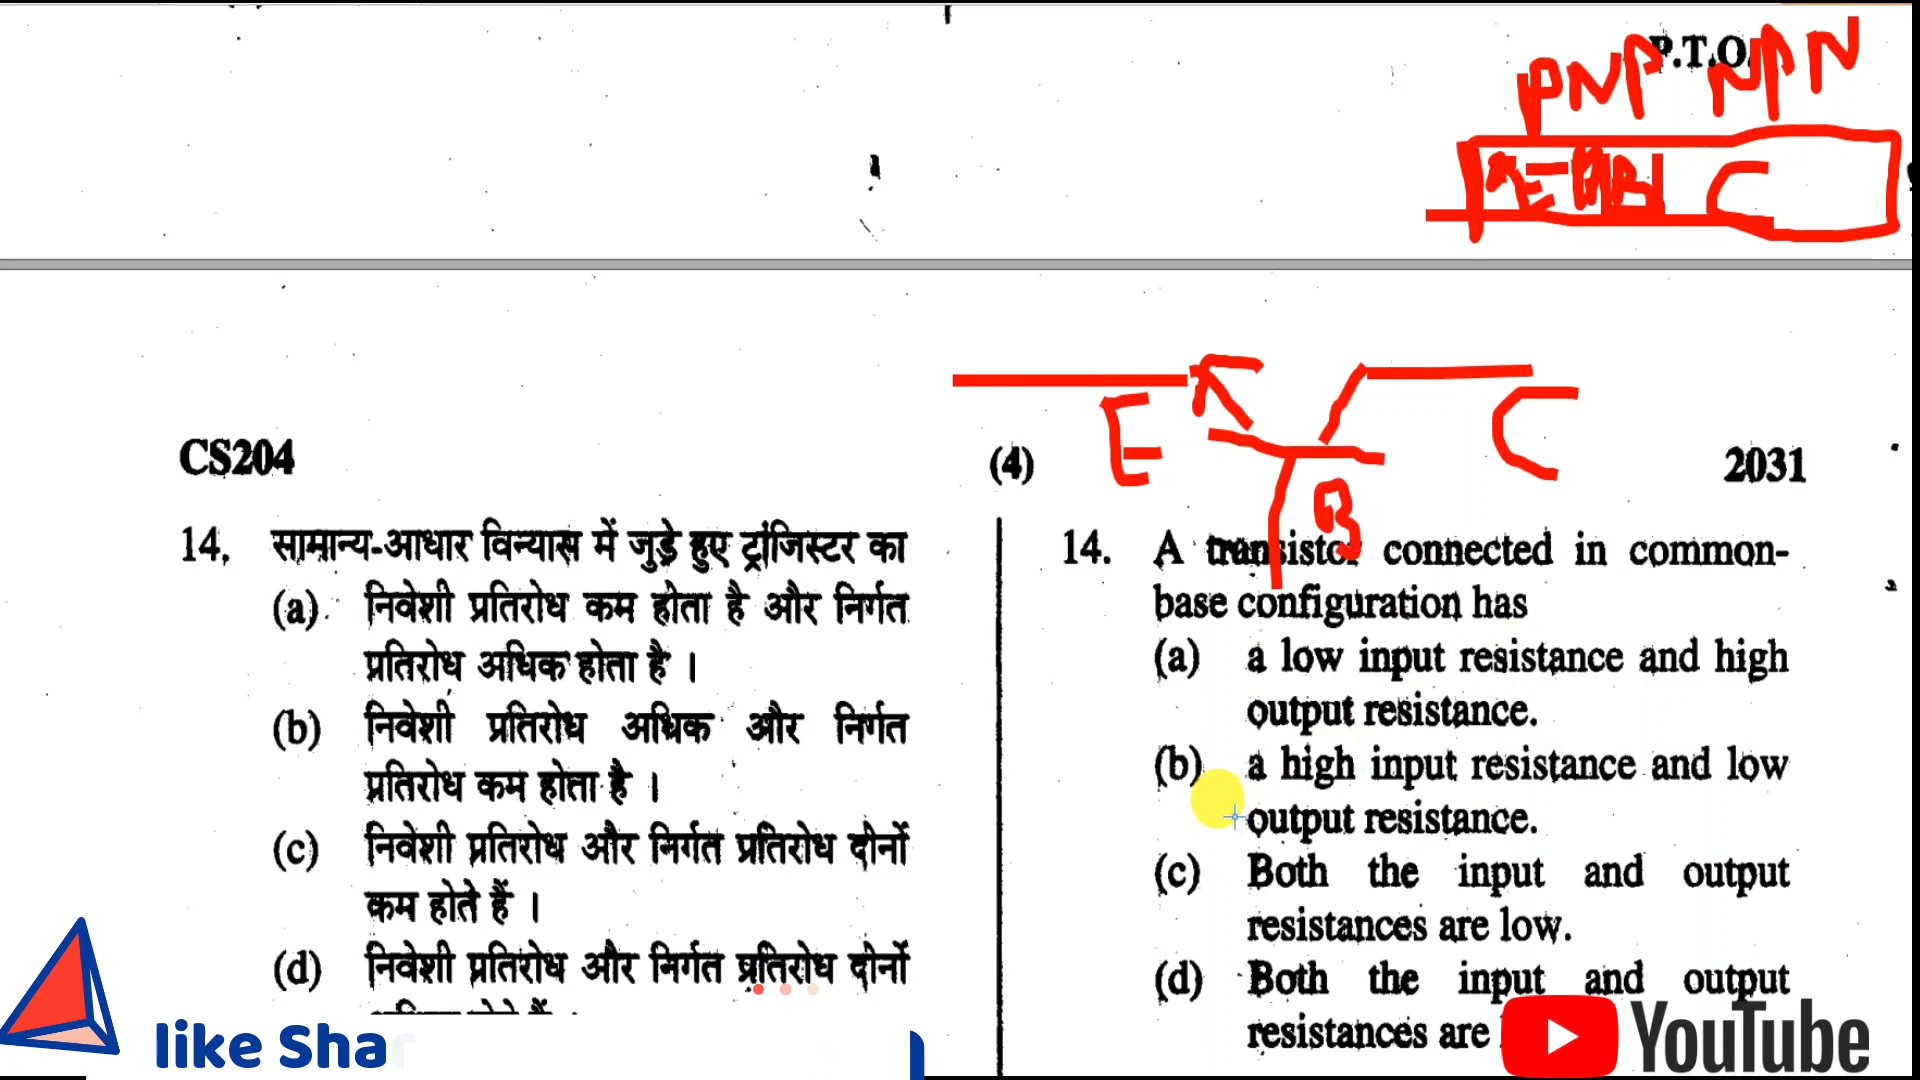 P.T.O.
PNP NPN
E B C
E C
B
CS204 (4) 2031
14. सामान्य-आधार विन्यास में जुड़े हुए ट्रांजिस्टर का
(a) निवेशी प्रतिरोध कम होता है और निर्गत
प्रतिरोध अधिक होता है ।
(b) निवेशी प्रतिरोध अधिक और निर्गत
प्रतिरोध कम होता है ।
(c) निवेशी प्रतिरोध और निर्गत प्रतिरोध दोनों
कम होते हैं ।
(d) निवेशी प्रतिरोध और निर्गत प्रतिरोध दोनों
14. A transistor connected in common-
base configuration has
(a) a low input resistance and high
output resistance.
(b) a high input resistance and low
output resistance.
(c) Both the input and output
resistances are low.
(d) Both the input and output
resistances are
like Shar
YouTube